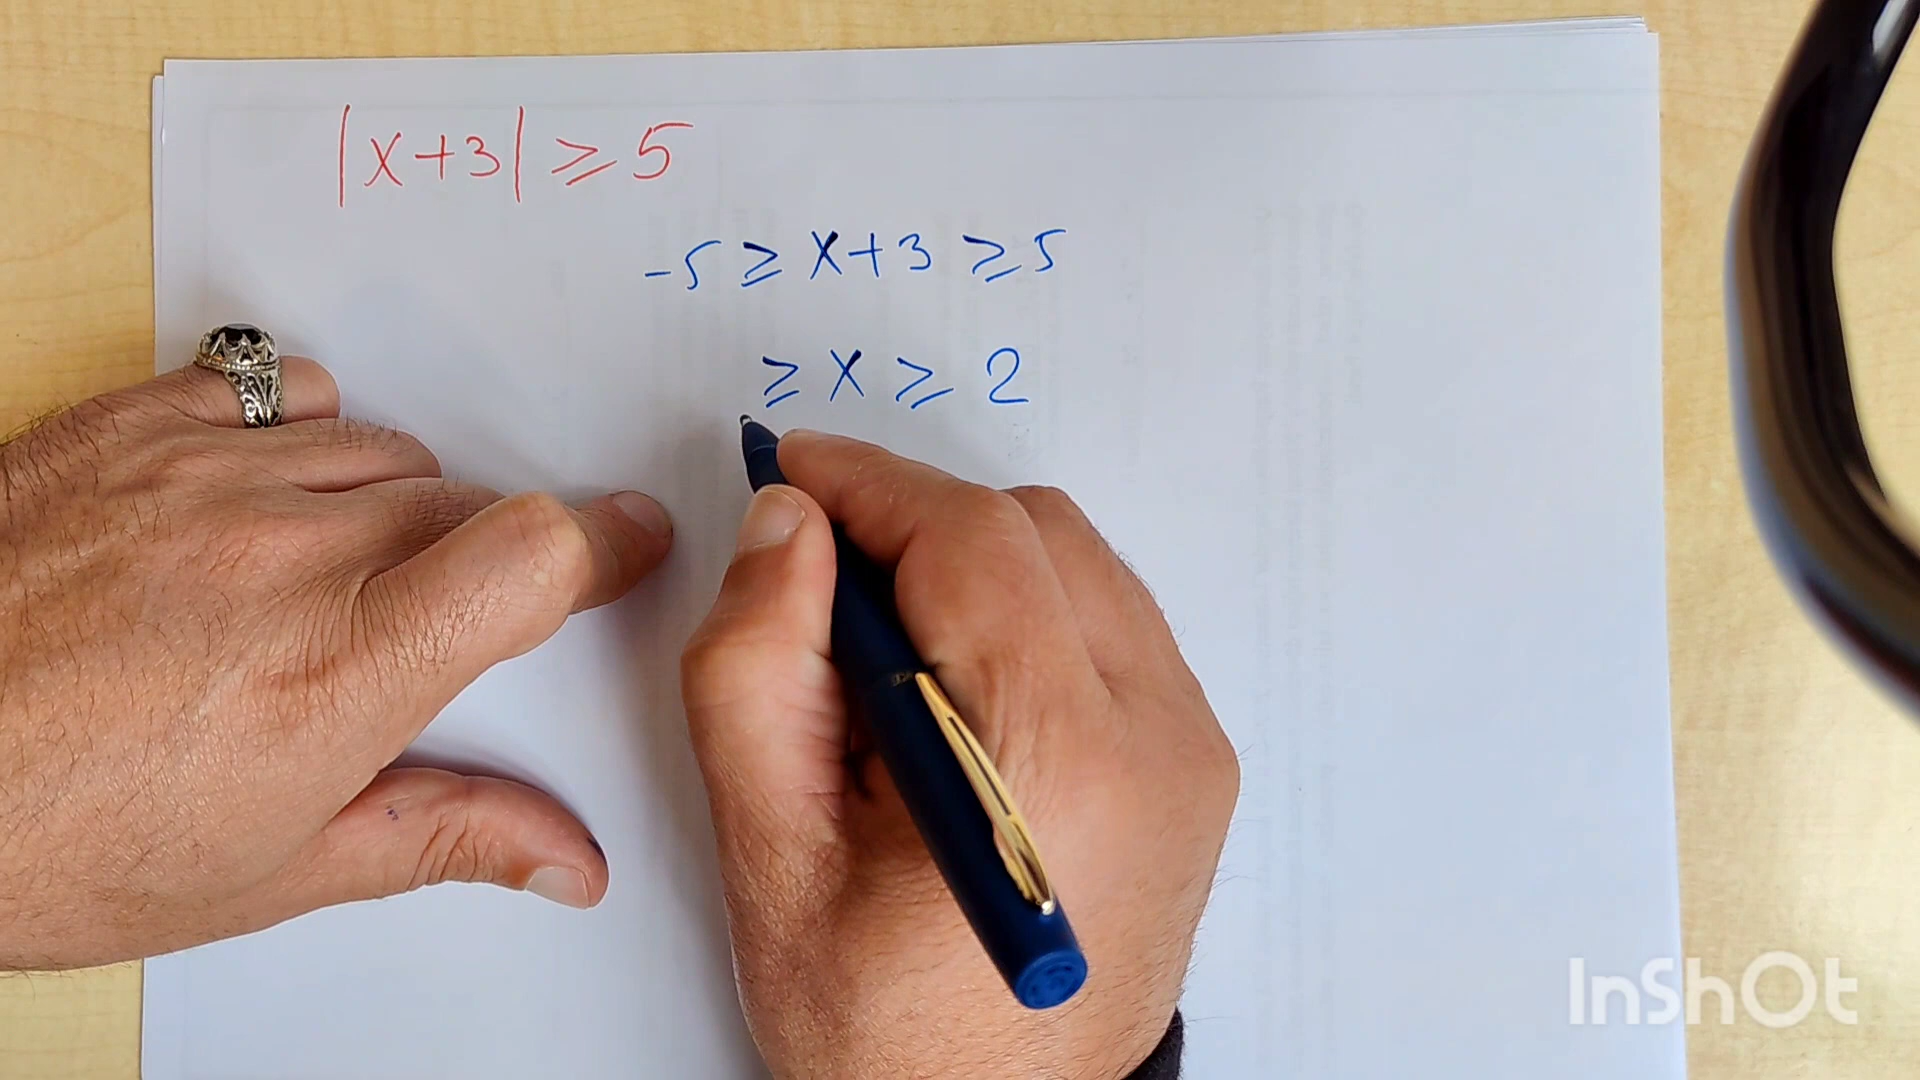 |x+3| ≥ 5
-5 ≥ x+3 ≥ 5
≥ x ≥ 2
InShOt